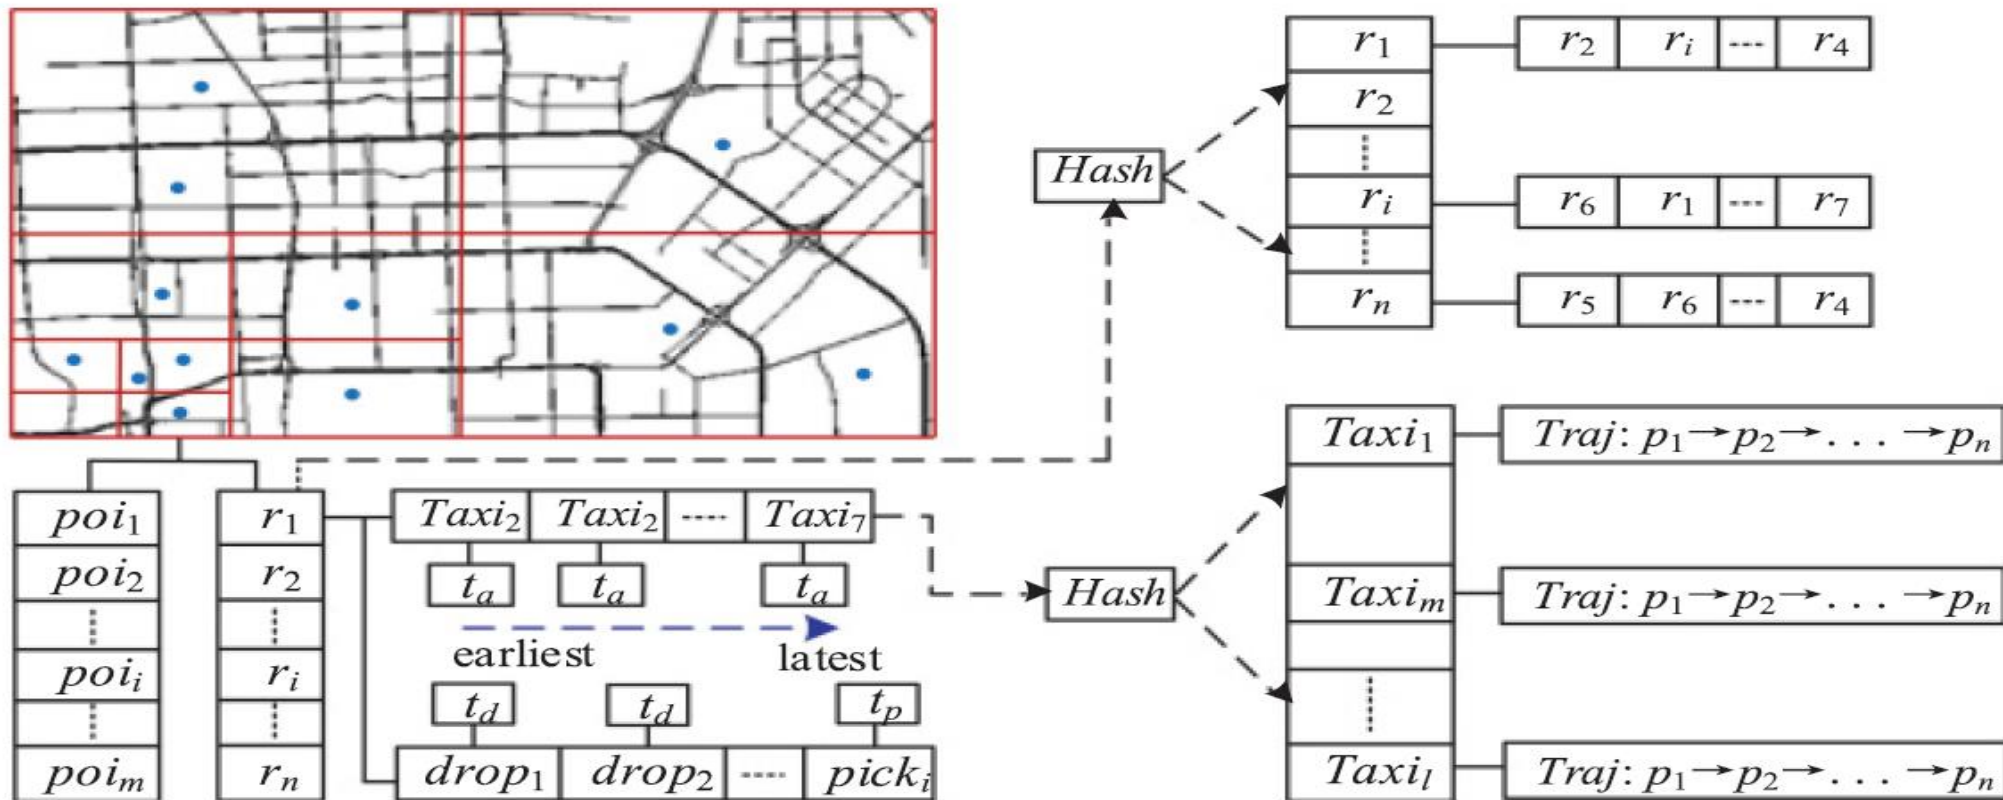 r₁ r₂ rᵢ ---- r₄
r₂
Hash
rᵢ r₆ r₁ ---- r₇
rₙ r₅ r₆ ---- r₄
poi₁
poi₂
poiᵢ
poiₘ
r₁
r₂
rᵢ
rₙ
Taxi₂ Taxi₂ ---- Taxi₇
tₐ tₐ tₐ
earliest latest
t_d t_d tₚ
drop₁ drop₂ ---- pickᵢ
Hash
Taxi₁ Traj: p₁→p₂→. . . →pₙ
Taxiₘ Traj: p₁→p₂→. . . →pₙ
Taxiₗ Traj: p₁→p₂→. . . →pₙ